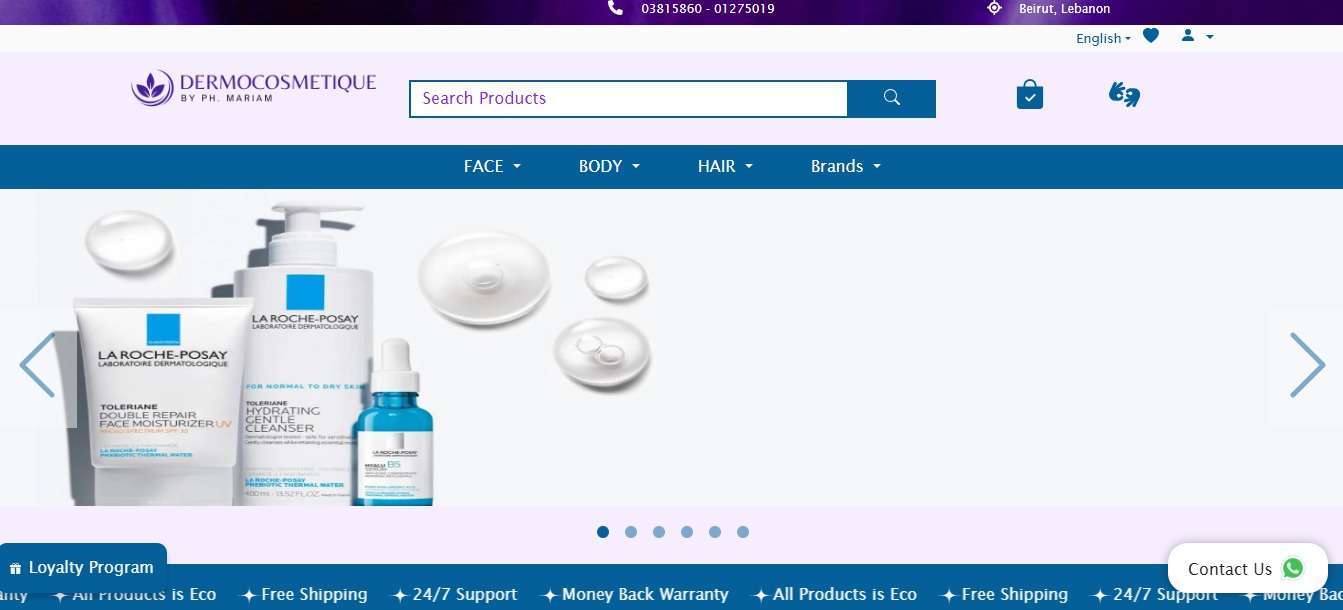 03815860 - 01275019
Beirut, Lebanon
English
DERMOCOSMETIQUE
BY PH. MARIAM
Search Products
FACE
BODY
HAIR
Brands
LA ROCHE-POSAY
LABORATOIRE DERMATOLOGIQUE
FOR NORMAL TO DRY SKIN
TOLERIANE
HYDRATING
GENTLE
CLEANSER
LA ROCHE-POSAY
PREBIOTIC THERMAL WATER
400 ml - 13.52 FL.OZ. Made in France
LA ROCHE-POSAY
LABORATOIRE DERMATOLOGIQUE
TOLERIANE
DOUBLE REPAIR
FACE MOISTURIZER UV
BROAD SPECTRUM SPF 30
LA ROCHE-POSAY
PREBIOTIC THERMAL WATER
LA ROCHE-POSAY
HYALU B5
SERUM
Loyalty Program
Contact Us
anty All Products is Eco Free Shipping 24/7 Support Money Back Warranty All Products is Eco Free Shipping 24/7 Support Money Bac